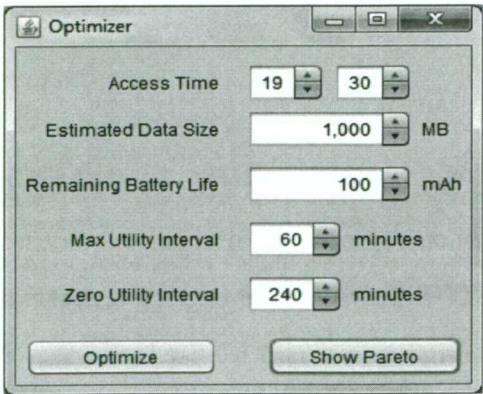 Optimizer
Access Time 19 30
Estimated Data Size 1,000 MB
Remaining Battery Life 100 mAh
Max Utility Interval 60 minutes
Zero Utility Interval 240 minutes
Optimize Show Pareto